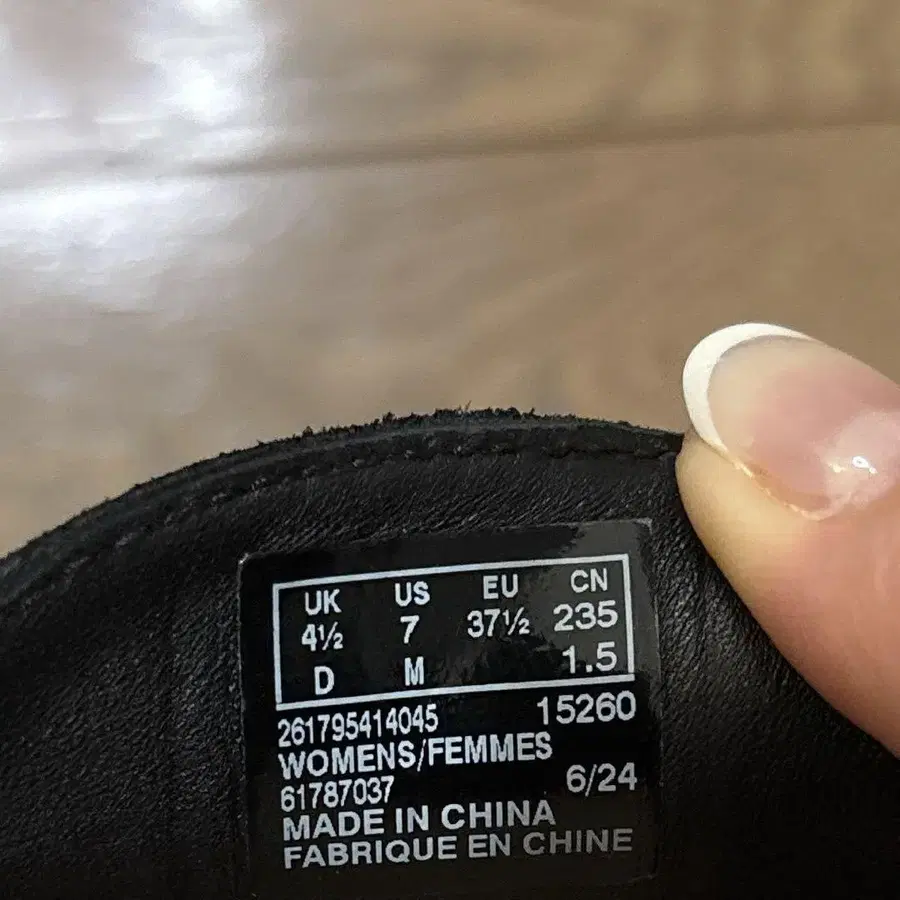 UK US EU CN
4½ 7 37½ 235
D M 1.5
261795414045 15260
WOMENS/FEMMES
61787037 6/24
MADE IN CHINA
FABRIQUE EN CHINE